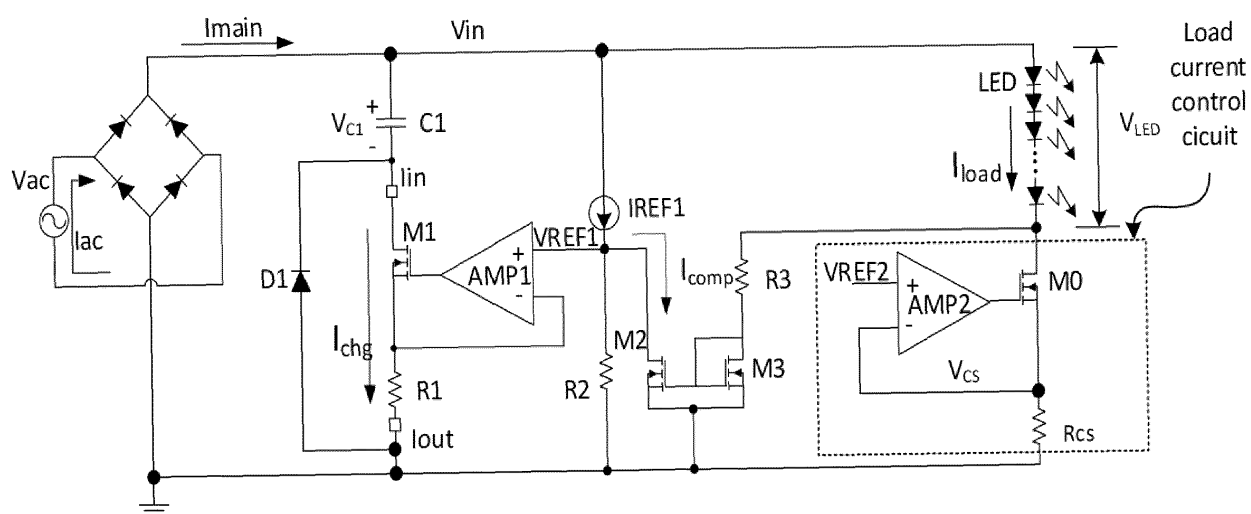 Imain
Vin
Load
current
control
cicuit
LED
VLED
+
VC1
C1
-
Iin
Vac
Iac
Iload
IREF1
M1
VREF1
+
AMP1
-
Icomp
R3
D1
VREF2
+
AMP2
-
M0
Ichg
M2
M3
VCS
R1
R2
Iout
Rcs